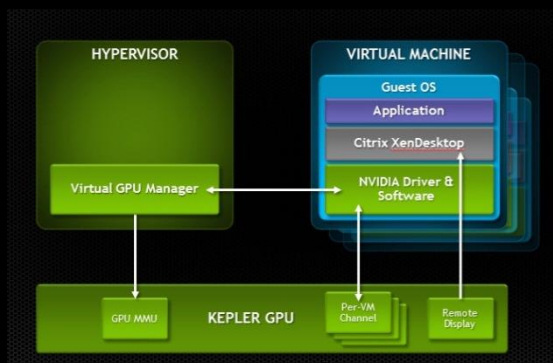 HYPERVISOR
Virtual GPU Manager
VIRTUAL MACHINE
Guest OS
Application
Citrix XenDesktop
NVIDIA Driver &
Software
GPU MMU
KEPLER GPU
Per-VM
Channel
Remote
Display